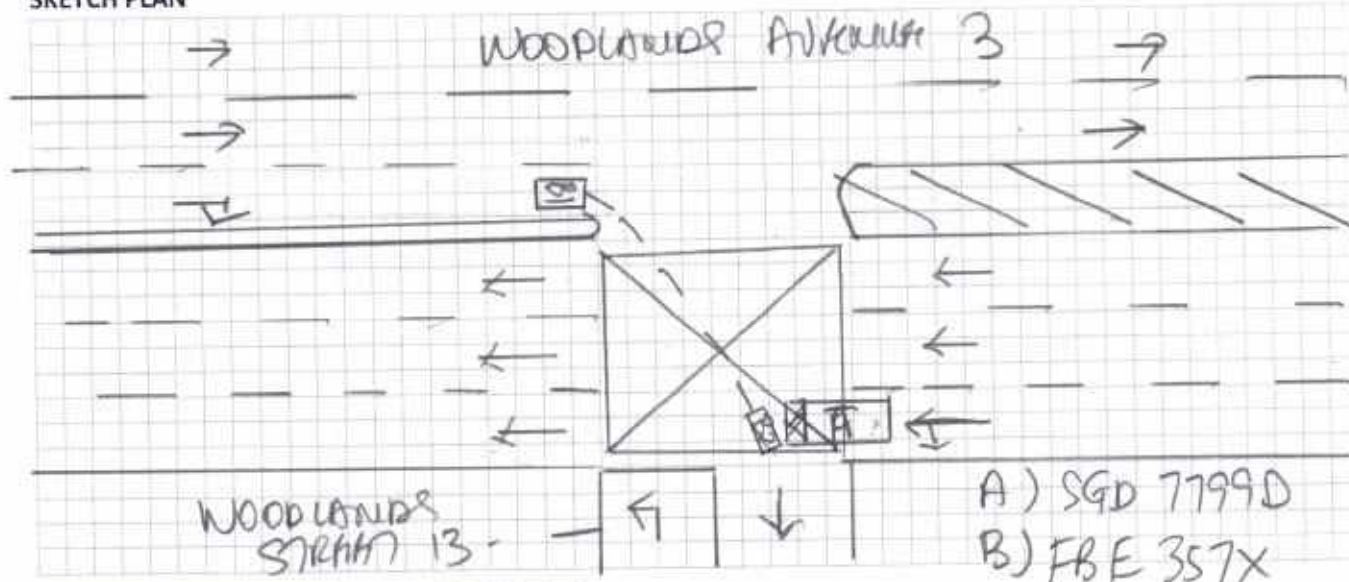 SKETCH PLAN
WOODLANDS AVENUE 3
B
B
A
WOODLANDS
STREET 13
A) SGD 7799D
B) FBE 357X